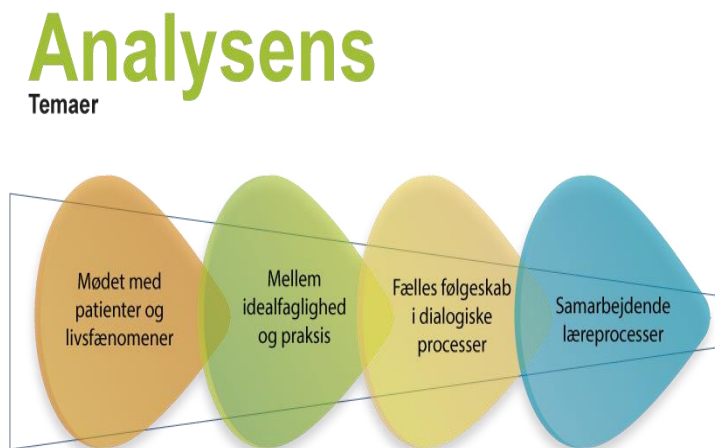 Analysens
Temaer
Mødet med
patienter og
livsfænomener
Mellem
idealfaglighed
og praksis
Fælles følgeskab
i dialogiske
processer
Samarbejdende
læreprocesser